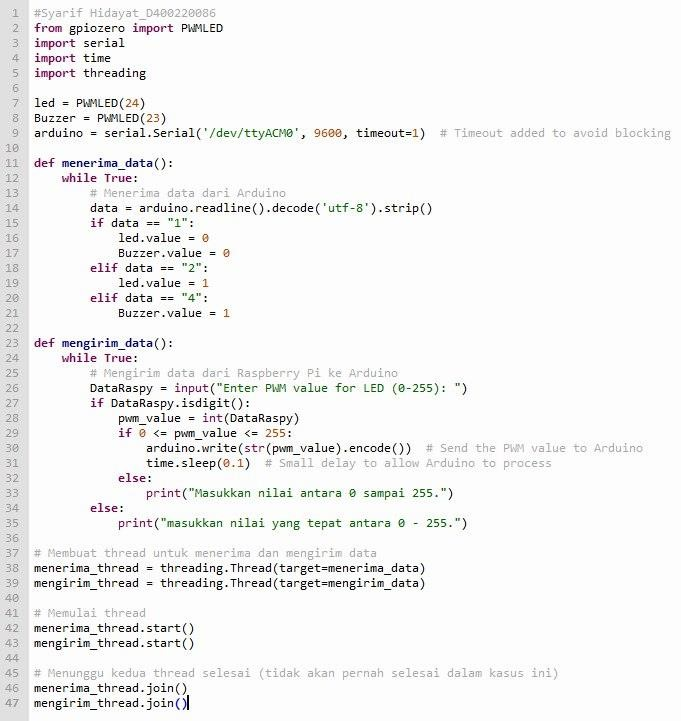 1 #Syarif Hidayat_D400220086
2 from gpiozero import PWMLED
3 import serial
4 import time
5 import threading
6
7 led = PWMLED(24)
8 Buzzer = PWMLED(23)
9 arduino = serial.Serial('/dev/ttyACM0', 9600, timeout=1)  # Timeout added to avoid blocking
10
11 def menerima_data():
12     while True:
13         # Menerima data dari Arduino
14         data = arduino.readline().decode('utf-8').strip()
15         if data == "1":
16             led.value = 0
17             Buzzer.value = 0
18         elif data == "2":
19             led.value = 1
20         elif data == "4":
21             Buzzer.value = 1
22
23 def mengirim_data():
24     while True:
25         # Mengirim data dari Raspberry Pi ke Arduino
26         DataRaspy = input("Enter PWM value for LED (0-255): ")
27         if DataRaspy.isdigit():
28             pwm_value = int(DataRaspy)
29             if 0 <= pwm_value <= 255:
30                 arduino.write(str(pwm_value).encode())  # Send the PWM value to Arduino
31                 time.sleep(0.1)  # Small delay to allow Arduino to process
32             else:
33                 print("Masukkan nilai antara 0 sampai 255.")
34         else:
35             print("masukkan nilai yang tepat antara 0 - 255.")
36
37 # Membuat thread untuk menerima dan mengirim data
38 menerima_thread = threading.Thread(target=menerima_data)
39 mengirim_thread = threading.Thread(target=mengirim_data)
40
41 # Memulai thread
42 menerima_thread.start()
43 mengirim_thread.start()
44
45 # Menunggu kedua thread selesai (tidak akan pernah selesai dalam kasus ini)
46 menerima_thread.join()
47 mengirim_thread.join()